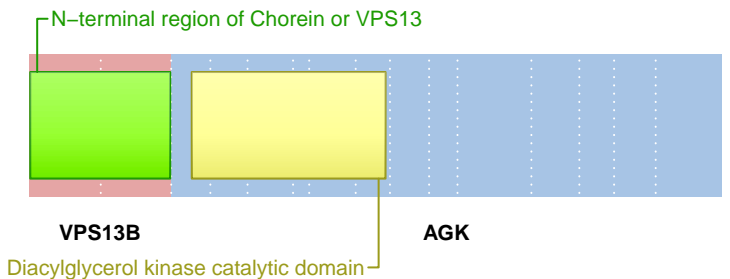 N−terminal region of Chorein or VPS13
VPS13B
AGK
Diacylglycerol kinase catalytic domain